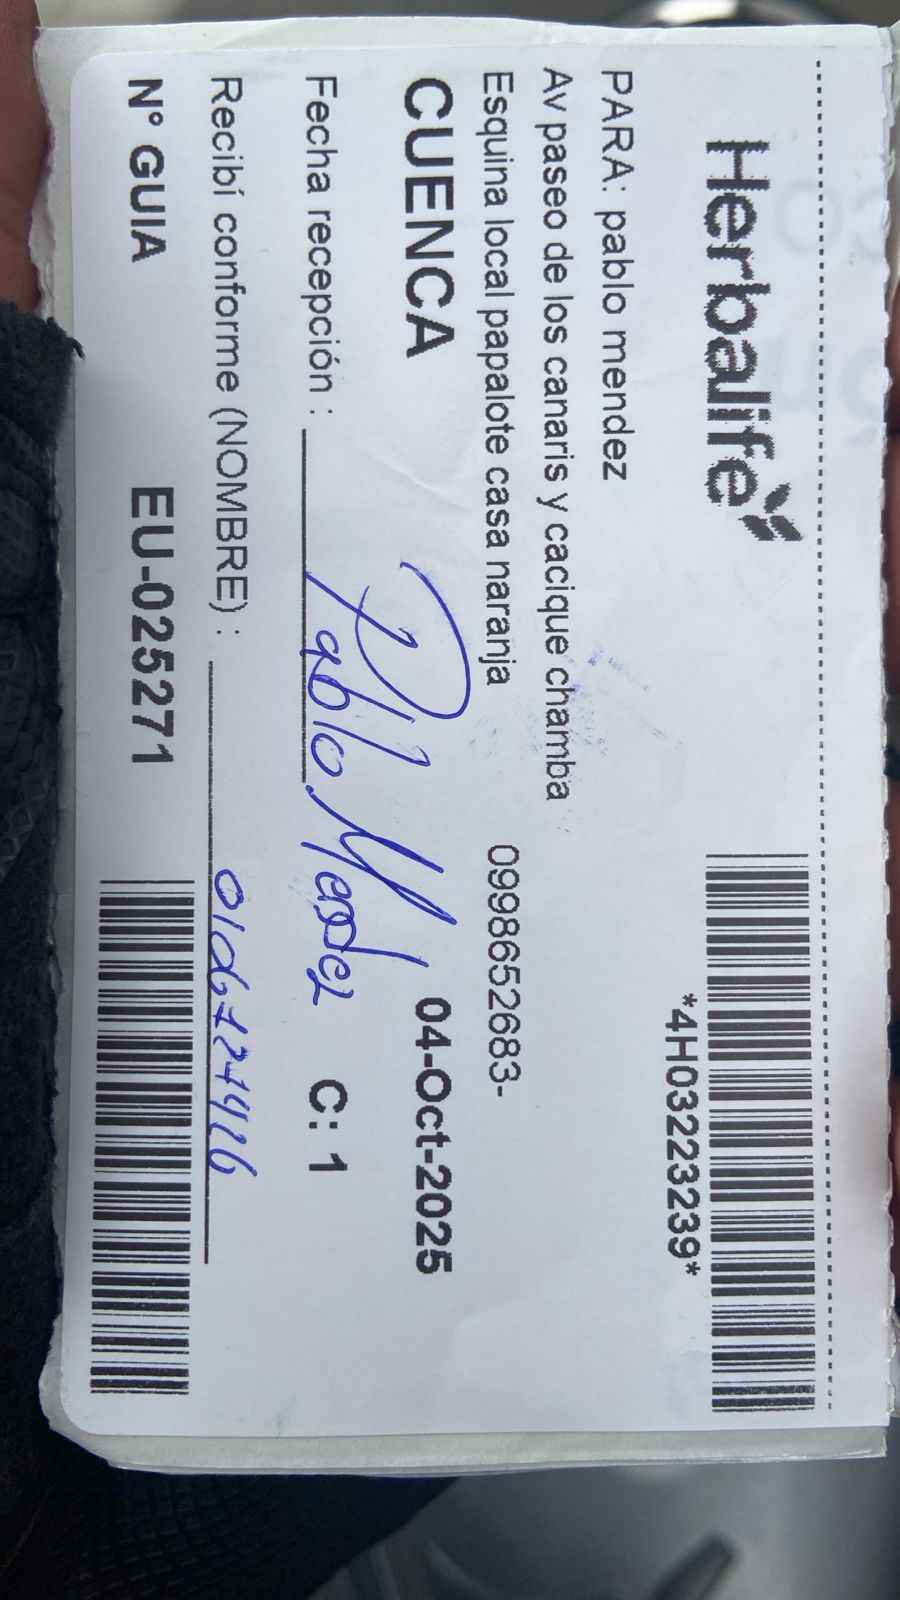 Herbalife
*4H03223239*
PARA: pablo mendez
Av paseo de los canaris y cacique chamba
Esquina local papalote casa naranja 0998652683-
CUENCA 04-Oct-2025
Fecha recepción : Pablo Mendez C: 1
Recibí conforme (NOMBRE) :
N° GUIA EU-025271